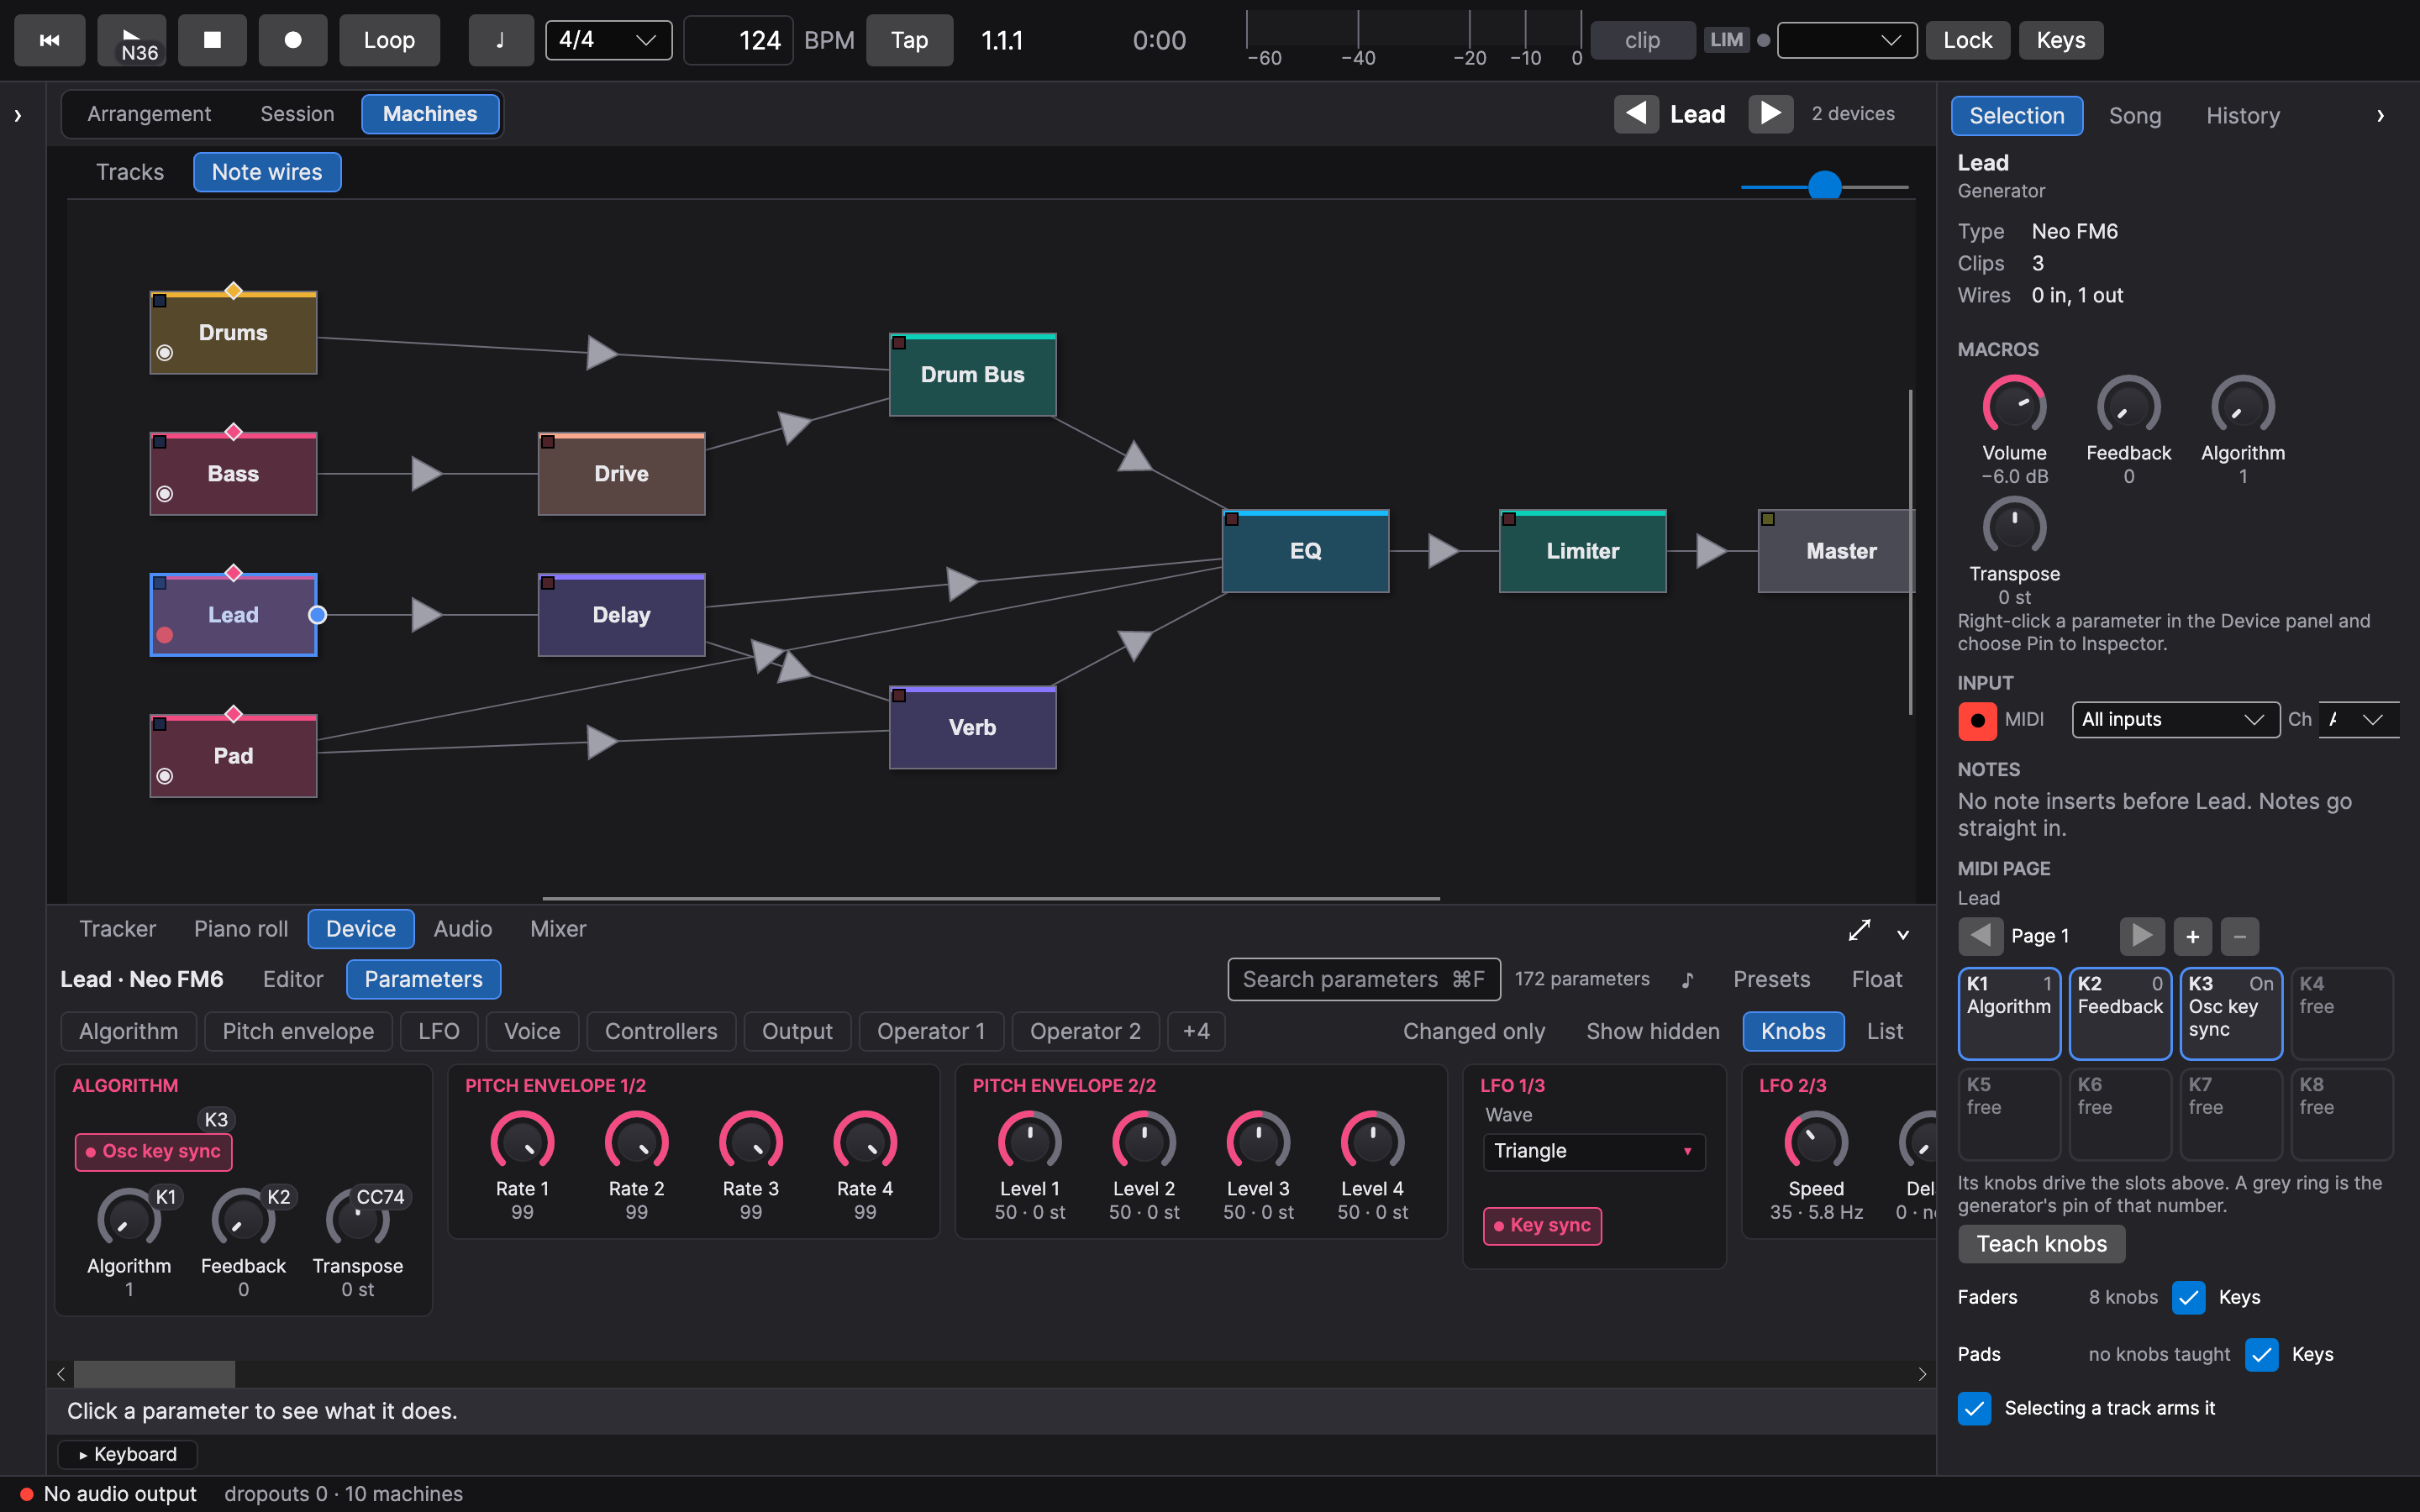 N36
Loop
4/4
124 BPM
Tap
1.1.1
0:00
−60 −40 −20 −10 0
clip
LIM
Lock
Keys
Arrangement Session Machines
Lead
2 devices
Selection Song History
Tracks Note wires
Lead
Generator
Type Neo FM6
Clips 3
Wires 0 in, 1 out
Drums
Drum Bus
Bass
Drive
EQ
Limiter
Master
Lead
Delay
Pad
Verb
MACROS
Volume Feedback Algorithm
−6.0 dB 0 1
Transpose
0 st
Right-click a parameter in the Device panel and
choose Pin to Inspector.
INPUT
MIDI All inputs Ch
NOTES
No note inserts before Lead. Notes go
straight in.
MIDI PAGE
Lead
Page 1 + −
K1 1 K2 0 K3 On K4
Algorithm Feedback Osc key sync free
K5 K6 K7 K8
free free free free
Its knobs drive the slots above. A grey ring is the
generator's pin of that number.
Teach knobs
Faders 8 knobs Keys
Pads no knobs taught Keys
Selecting a track arms it
Tracker Piano roll Device Audio Mixer
Lead · Neo FM6 Editor Parameters
Search parameters ⌘F 172 parameters Presets Float
Algorithm Pitch envelope LFO Voice Controllers Output Operator 1 Operator 2 +4
Changed only Show hidden Knobs List
ALGORITHM
K3
Osc key sync
K1 K2 CC74
Algorithm Feedback Transpose
1 0 0 st
PITCH ENVELOPE 1/2
Rate 1 Rate 2 Rate 3 Rate 4
99 99 99 99
PITCH ENVELOPE 2/2
Level 1 Level 2 Level 3 Level 4
50 · 0 st 50 · 0 st 50 · 0 st 50 · 0 st
LFO 1/3
Wave
Triangle
Key sync
LFO 2/3
Speed
35 · 5.8 Hz
Click a parameter to see what it does.
Keyboard
No audio output dropouts 0 · 10 machines